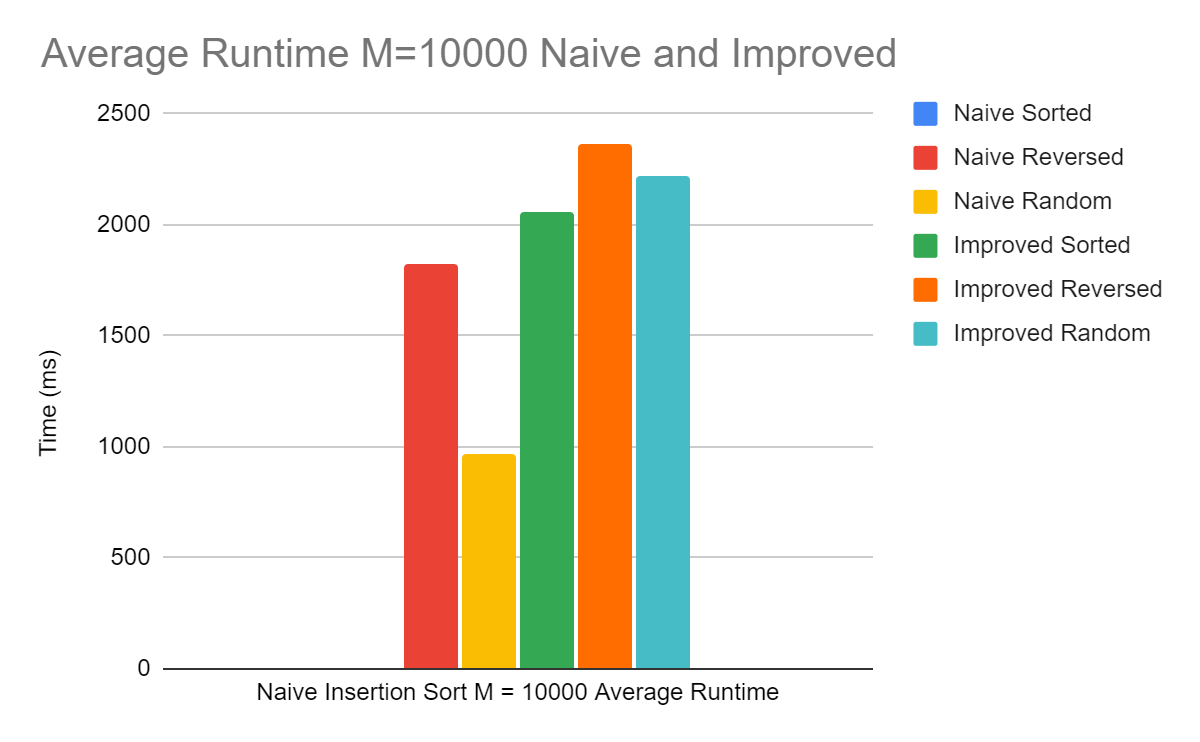 Average Runtime M=10000 Naive and Improved
2500
2000
1500
1000
500
0
Time (ms)
Naive Insertion Sort M = 10000 Average Runtime
Naive Sorted
Naive Reversed
Naive Random
Improved Sorted
Improved Reversed
Improved Random